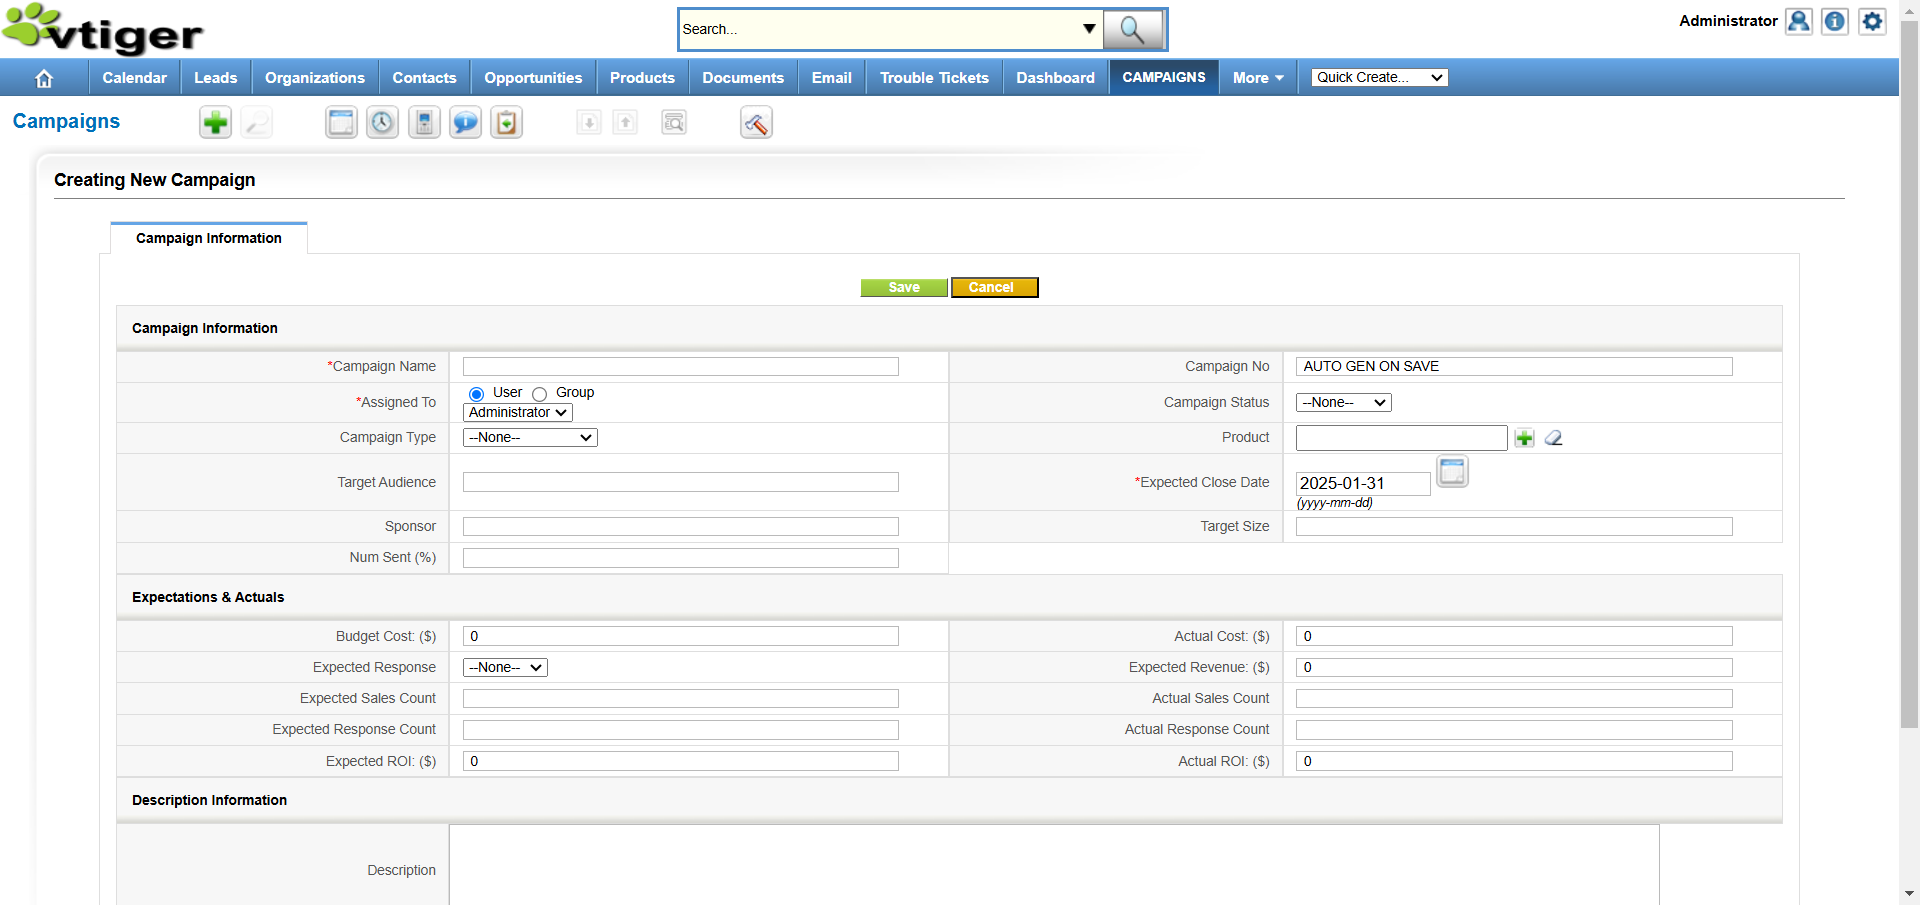 vtiger
Search...
Administrator
Calendar Leads Organizations Contacts Opportunities Products Documents Email Trouble Tickets Dashboard CAMPAIGNS More Quick Create...
Campaigns
Creating New Campaign
Campaign Information
Save Cancel
Campaign Information
*Campaign Name
Campaign No AUTO GEN ON SAVE
*Assigned To User Group
Administrator
Campaign Status --None--
Campaign Type --None--
Product
Target Audience
*Expected Close Date 2025-01-31
(yyyy-mm-dd)
Sponsor
Target Size
Num Sent (%)
Expectations & Actuals
Budget Cost: ($) 0
Actual Cost: ($) 0
Expected Response --None--
Expected Revenue: ($) 0
Expected Sales Count
Actual Sales Count
Expected Response Count
Actual Response Count
Expected ROI: ($) 0
Actual ROI: ($) 0
Description Information
Description